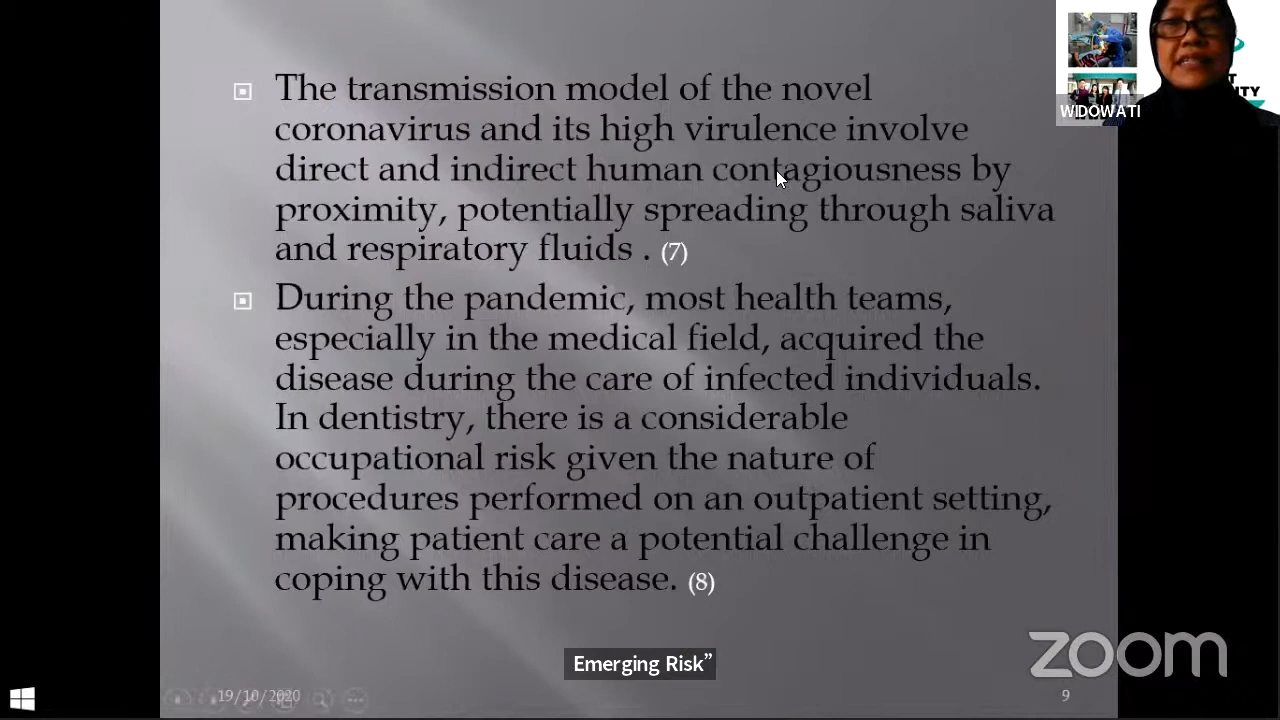 The transmission model of the novel
coronavirus and its high virulence involve
direct and indirect human contagiousness by
proximity, potentially spreading through saliva
and respiratory fluids . (7)
During the pandemic, most health teams,
especially in the medical field, acquired the
disease during the care of infected individuals.
In dentistry, there is a considerable
occupational risk given the nature of
procedures performed on an outpatient setting,
making patient care a potential challenge in
coping with this disease. (8)
WIDOWATI
Emerging Risk”
zoom
19/10/2020
9